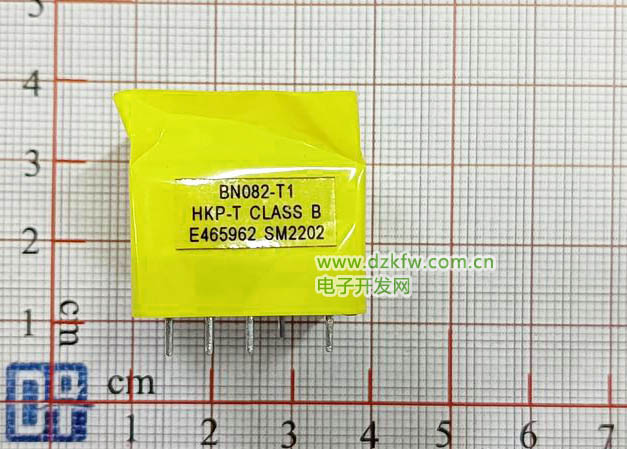 5
4
3
2
1
cm
BN082-T1
HKP-T CLASS B
E465962 SM2202
www.dzkfw.com.cn
电子开发网
cm
1
2
3
4
5
6
7